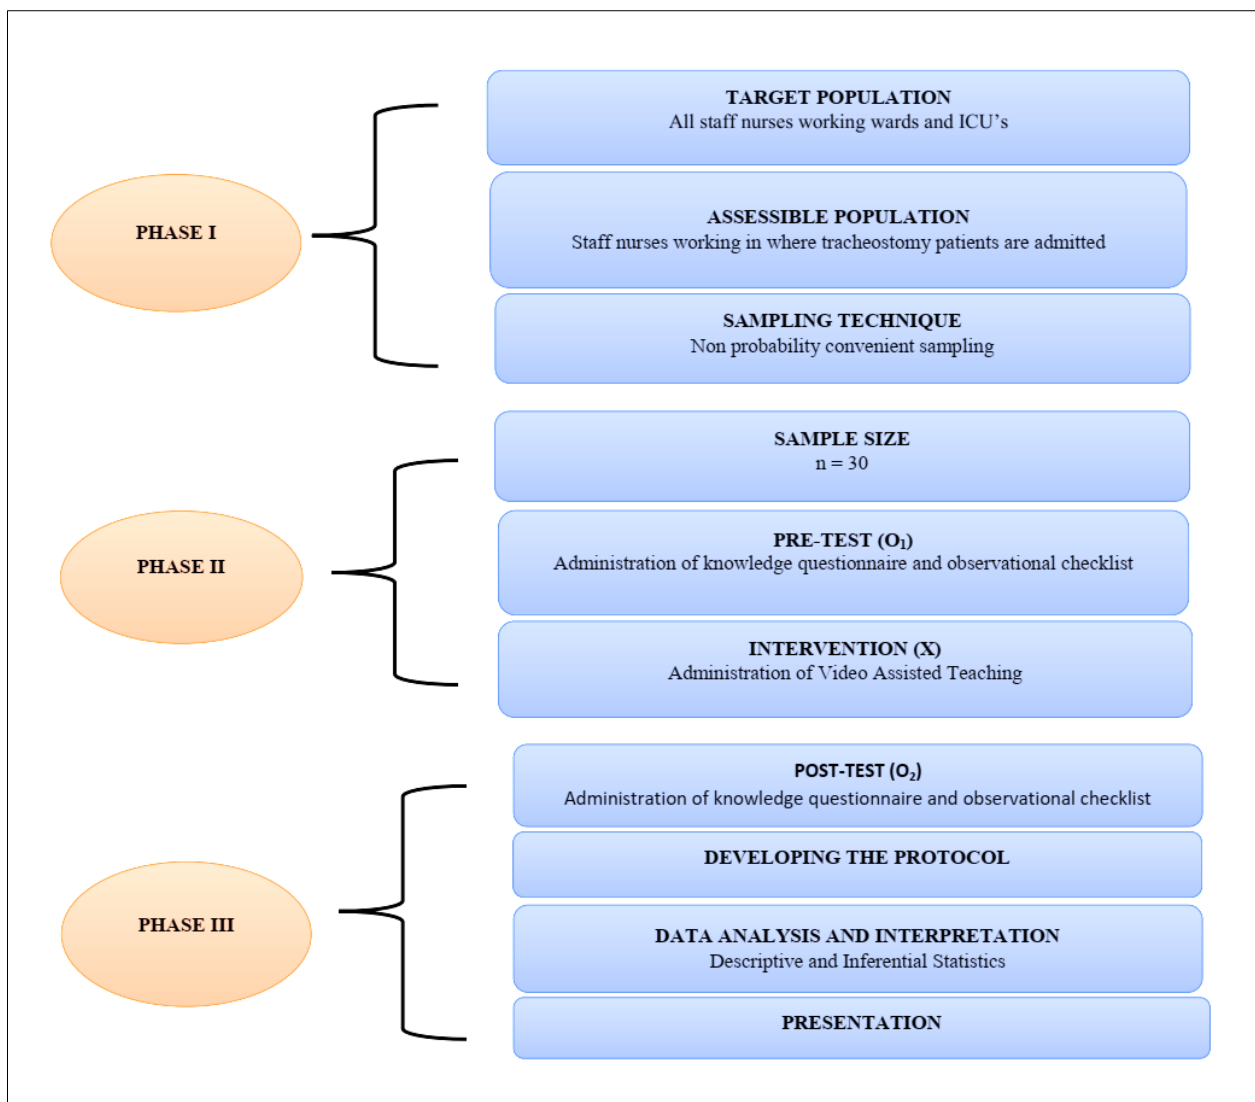 PHASE I
TARGET POPULATION
All staff nurses working wards and ICU's
ASSESSIBLE POPULATION
Staff nurses working in where tracheostomy patients are admitted
SAMPLING TECHNIQUE
Non probability convenient sampling
PHASE II
SAMPLE SIZE
n = 30
PRE-TEST (O₁)
Administration of knowledge questionnaire and observational checklist
INTERVENTION (X)
Administration of Video Assisted Teaching
PHASE III
POST-TEST (O₂)
Administration of knowledge questionnaire and observational checklist
DEVELOPING THE PROTOCOL
DATA ANALYSIS AND INTERPRETATION
Descriptive and Inferential Statistics
PRESENTATION